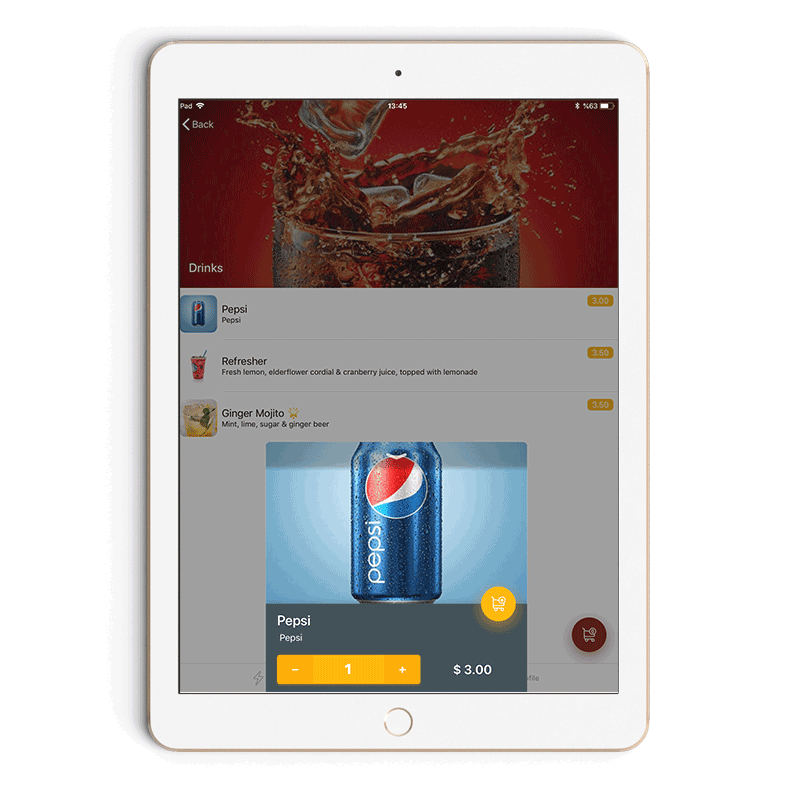 Pad
13:45
%63
Back
Drinks
Pepsi
Pepsi
3.00
Refresher
Fresh lemon, elderflower cordial & cranberry juice, topped with lemonade
3.50
Ginger Mojito
Mint, lime, sugar & ginger beer
3.50
pepsi
Pepsi
Pepsi
− 1 +
$ 3.00
ofile